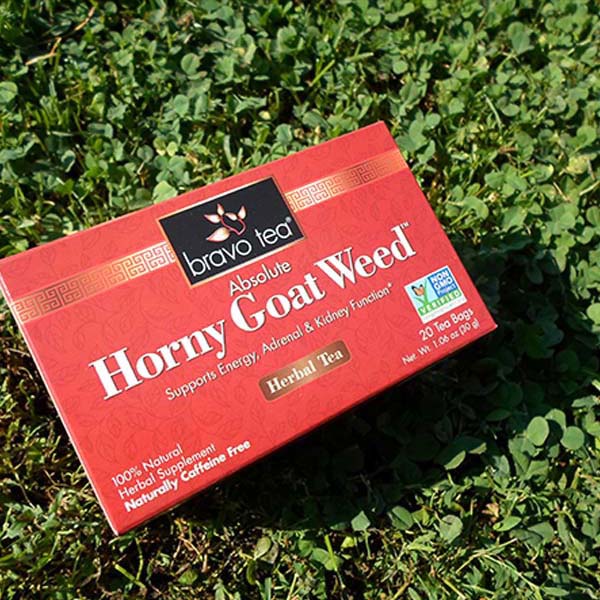 bravo tea®
Absolute
Horny Goat Weed™
Supports Energy, Adrenal & Kidney Function*
Herbal Tea
NON
GMO
Project
VERIFIED
20 Tea Bags
Net. Wt. 1.06 oz (30 g)
100% Natural
Herbal Supplement
Naturally Caffeine Free